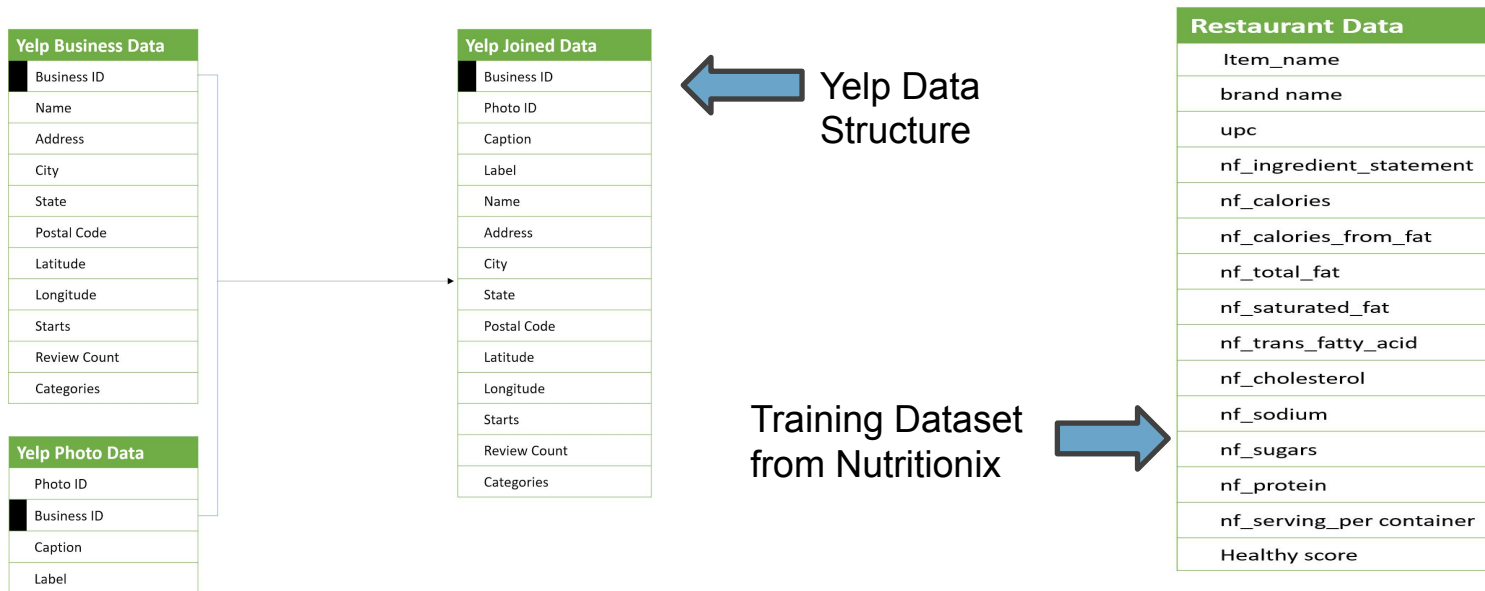 Yelp Business Data
Business ID
Name
Address
City
State
Postal Code
Latitude
Longitude
Starts
Review Count
Categories
Yelp Photo Data
Photo ID
Business ID
Caption
Label
Yelp Joined Data
Business ID
Photo ID
Caption
Label
Name
Address
City
State
Postal Code
Latitude
Longitude
Starts
Review Count
Categories
Yelp Data
Structure
Training Dataset
from Nutritionix
Restaurant Data
Item_name
brand name
upc
nf_ingredient_statement
nf_calories
nf_calories_from_fat
nf_total_fat
nf_saturated_fat
nf_trans_fatty_acid
nf_cholesterol
nf_sodium
nf_sugars
nf_protein
nf_serving_per container
Healthy score